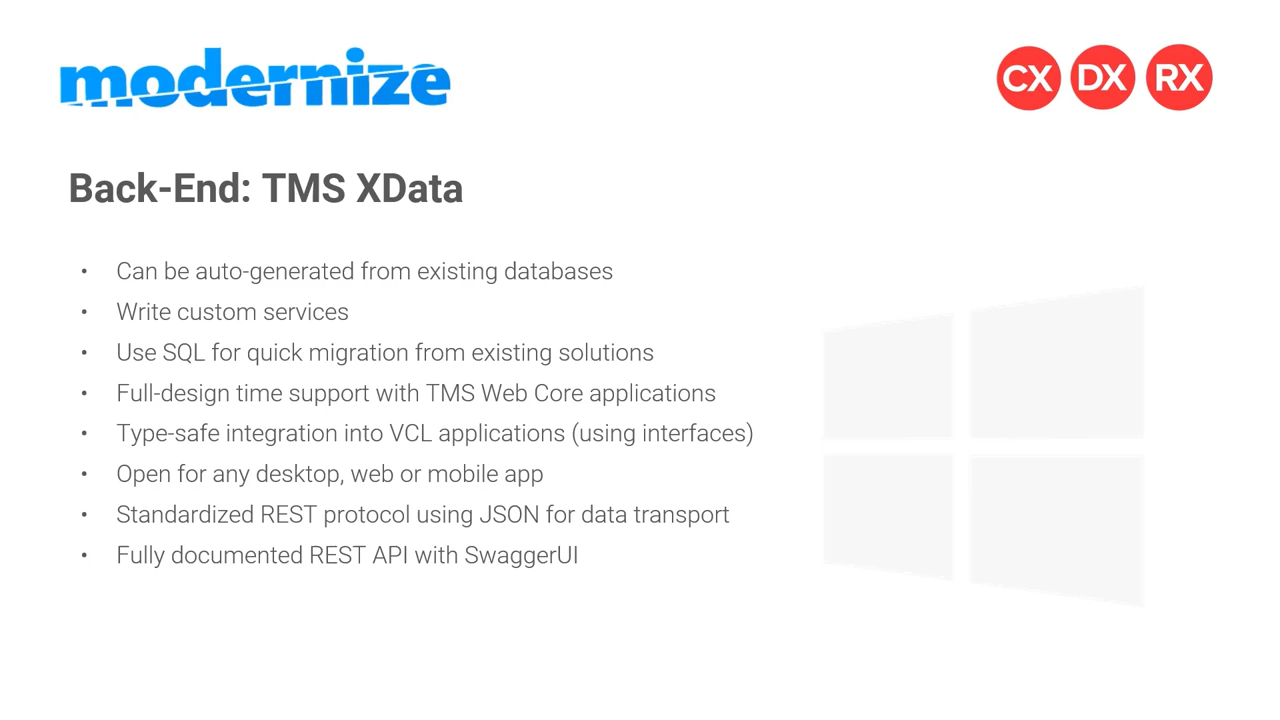 modernize
CX DX RX
Back-End: TMS XData
• Can be auto-generated from existing databases
• Write custom services
• Use SQL for quick migration from existing solutions
• Full-design time support with TMS Web Core applications
• Type-safe integration into VCL applications (using interfaces)
• Open for any desktop, web or mobile app
• Standardized REST protocol using JSON for data transport
• Fully documented REST API with SwaggerUI